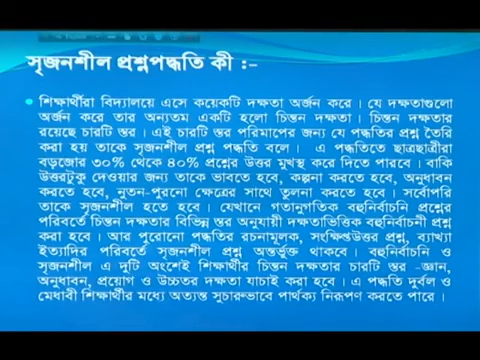 সৃজনশীল প্রশ্নপদ্ধতি কী :-
শিক্ষার্থীরা বিদ্যালয়ে এসে কয়েকটি দক্ষতা অর্জন করে । যে দক্ষতাগুলো
অর্জন করে তার অন্যতম একটি হলো চিন্তন দক্ষতা । চিন্তন দক্ষতার
রয়েছে চারটি স্তর । এই চারটি স্তর পরিমাপের জন্য যে পদ্ধতির প্রশ্ন তৈরি
করা হয় তাকে সৃজনশীল প্রশ্ন পদ্ধতি বলে । এ পদ্ধতিতে ছাত্রছাত্রীরা
বড়জোর ৩০% থেকে ৪০% প্রশ্নের উত্তর মুখস্থ করে দিতে পারবে । বাকি
উত্তরটুকু দেওয়ার জন্য তাকে ভাবতে হবে, কল্পনা করতে হবে, অনুধাবন
করতে হবে, নুতন-পুরনো ক্ষেত্রের সাথে তুলনা করতে হবে । সর্বোপরি
তাকে সৃজনশীল হতে হবে । যেখানে গতানুগতিক বহুনির্বাচনি প্রশ্নের
পরিবর্তে চিন্তন দক্ষতার বিভিন্ন স্তর অনুযায়ী দক্ষতাভিত্তিক বহুনির্বাচনী প্রশ্ন
করা হবে । আর পুরোনো পদ্ধতির রচনামূলক, সংক্ষিপ্তউত্তর প্রশ্ন, ব্যাখ্যা
ইত্যাদির পরিবর্তে সৃজনশীল প্রশ্ন অন্তর্ভুক্ত থাকবে । বহুনির্বাচনি ও
সৃজনশীল এ দুটি অংশেই শিক্ষার্থীর চিন্তন দক্ষতার চারটি স্তর -জ্ঞান,
অনুধাবন, প্রয়োগ ও উচ্চতর দক্ষতা যাচাই করা হবে । এ পদ্ধতি দুর্বল ও
মেধাবী শিক্ষার্থীর মধ্যে অত্যন্ত সুচারুভাবে পার্থক্য নিরূপণ করতে পারে ।